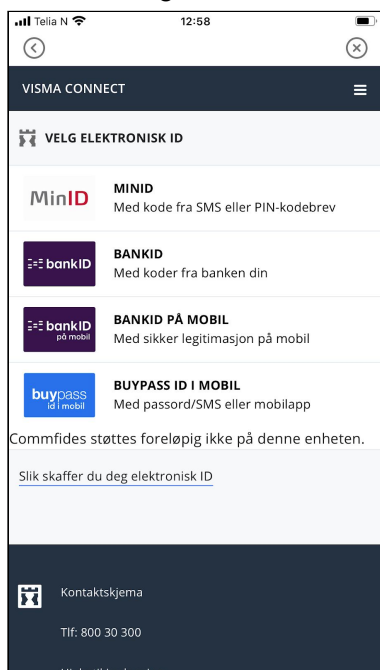 Telia N 12:58
VISMA CONNECT
VELG ELEKTRONISK ID
MinID
MINID
Med kode fra SMS eller PIN-kodebrev
bankID
BANKID
Med koder fra banken din
bankID
på mobil
BANKID PÅ MOBIL
Med sikker legitimasjon på mobil
buypass
id i mobil
BUYPASS ID I MOBIL
Med passord/SMS eller mobilapp
Commfides støttes foreløpig ikke på denne enheten.
Slik skaffer du deg elektronisk ID
Kontaktskjema
Tlf: 800 30 300